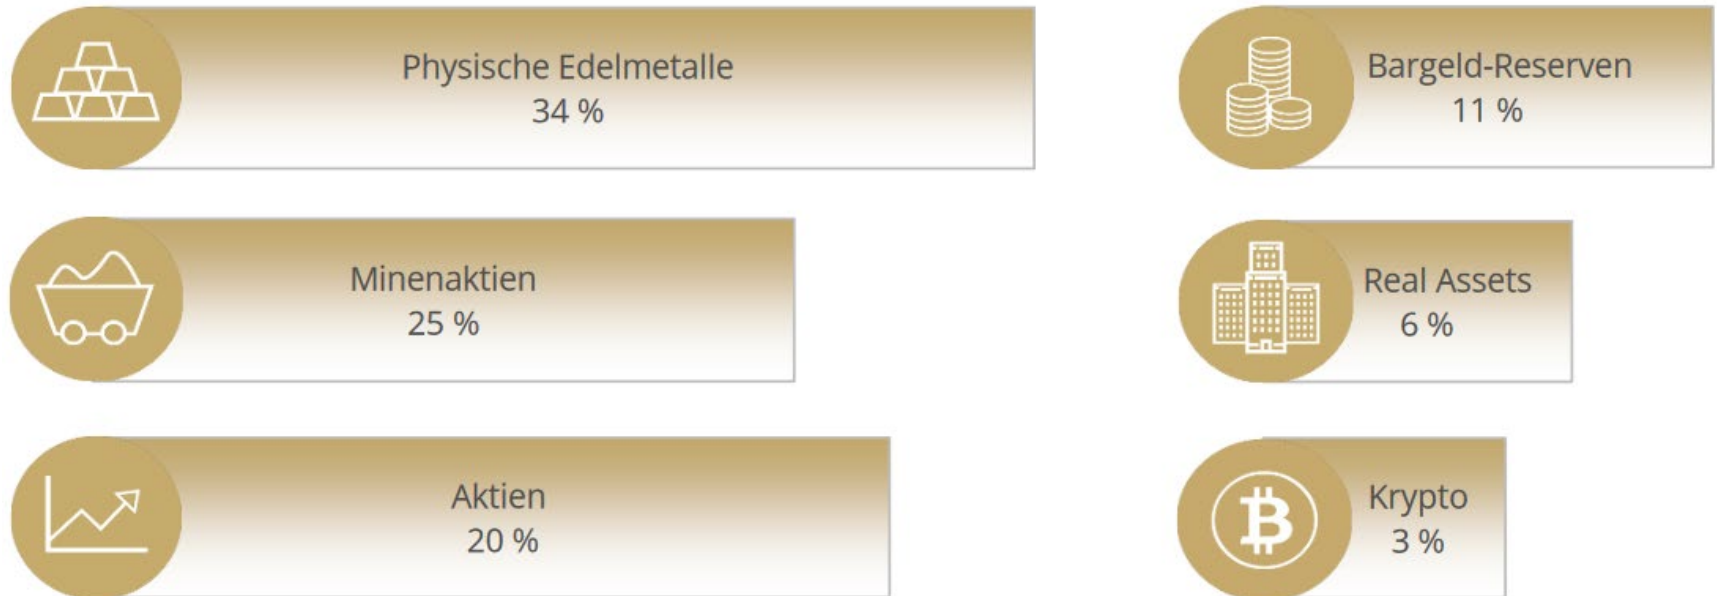 Physische Edelmetalle
34 %
Minenaktien
25 %
Aktien
20 %
Bargeld-Reserven
11 %
Real Assets
6 %
Krypto
3 %